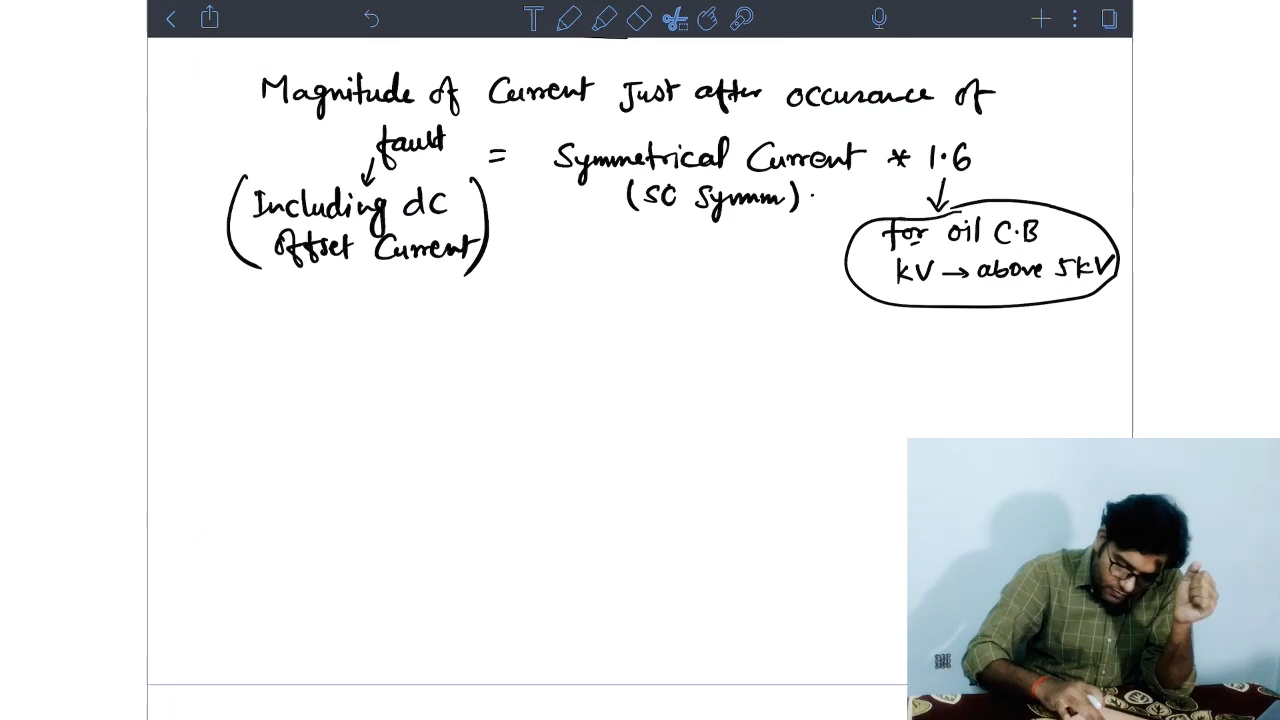 Magnitude of Current Just after occurance of
fault = Symmetrical Current * 1.6
(Including dC (SC Symm).
offset Current)
for oil C.B
kV → above 5kV